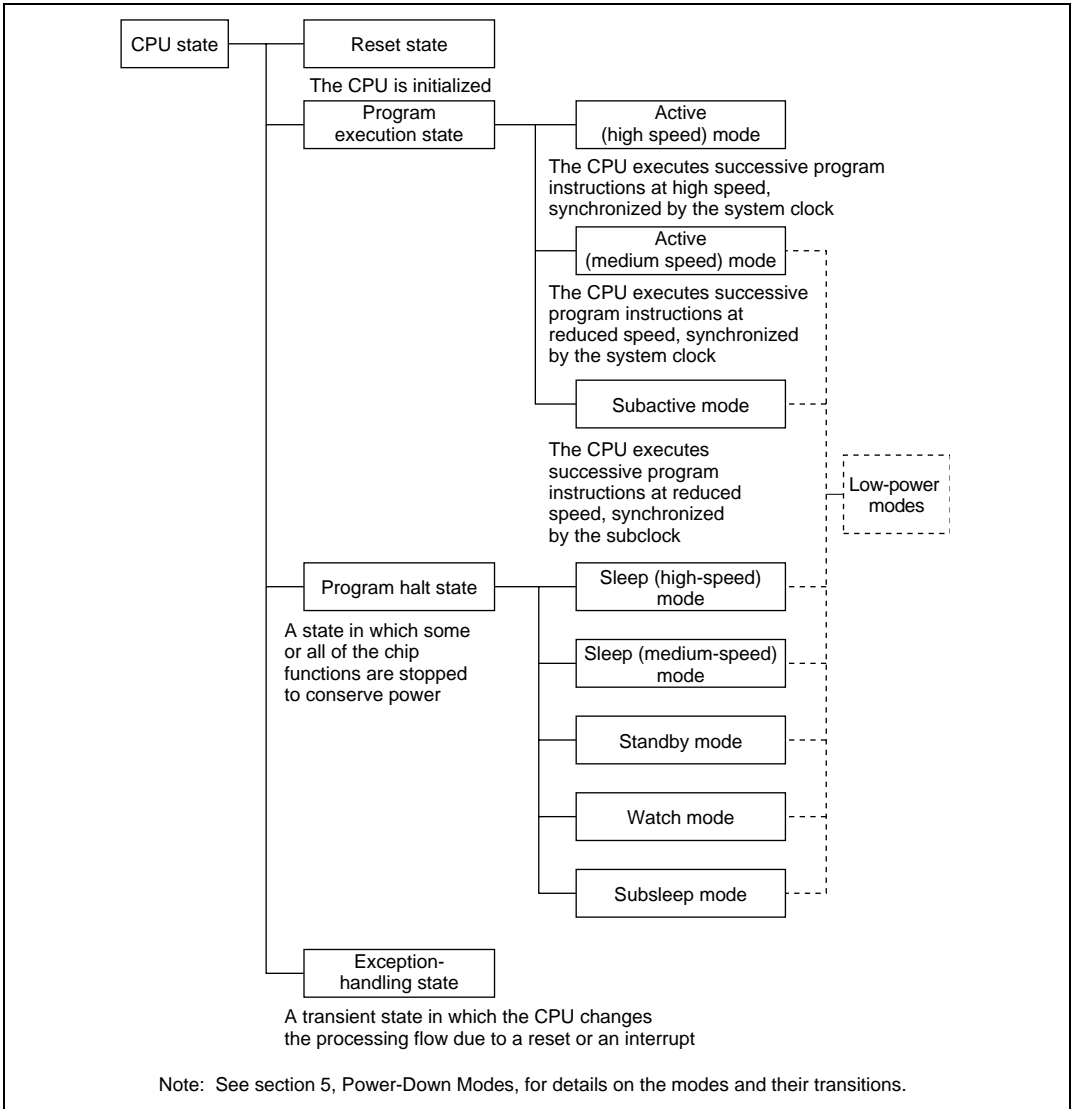 CPU state
Reset state
The CPU is initialized
Program
execution state
Active
(high speed) mode
The CPU executes successive program
instructions at high speed,
synchronized by the system clock
Active
(medium speed) mode
The CPU executes successive
program instructions at
reduced speed, synchronized
by the system clock
Subactive mode
The CPU executes
successive program
instructions at reduced
speed, synchronized
by the subclock
Low-power
modes
Program halt state
A state in which some
or all of the chip
functions are stopped
to conserve power
Sleep (high-speed)
mode
Sleep (medium-speed)
mode
Standby mode
Watch mode
Subsleep mode
Exception-
handling state
A transient state in which the CPU changes
the processing flow due to a reset or an interrupt
Note: See section 5, Power-Down Modes, for details on the modes and their transitions.